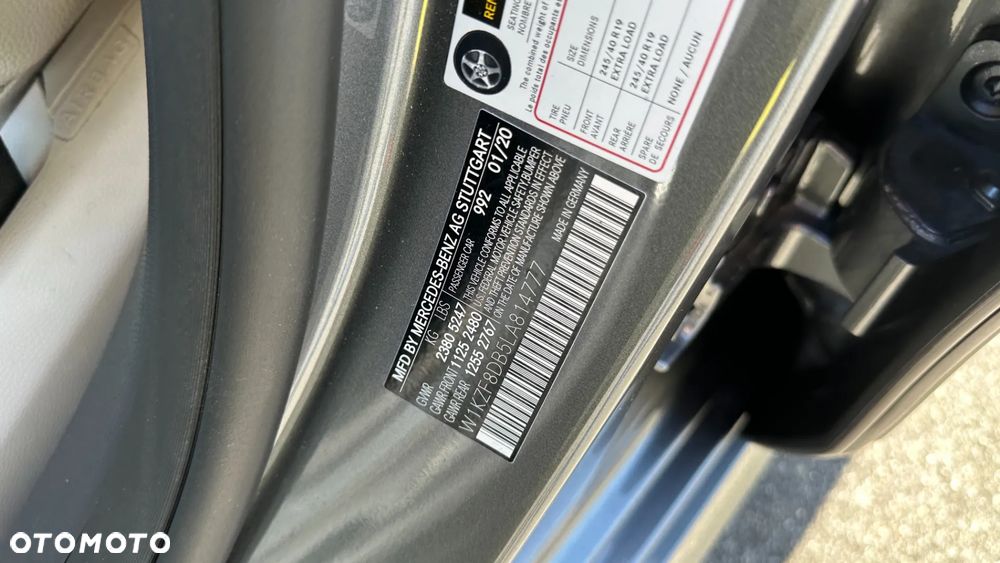 MFD BY MERCEDES-BENZ AG STUTTGART
992 01/20
KG LBS PASSENGER CAR
GVWR 2380 5247
GAWR FRONT 1125 2480
GAWR REAR 1255 2767
THIS VEHICLE CONFORMS TO ALL APPLICABLE
US FEDERAL MOTOR VEHICLE SAFETY,BUMPER
AND THEFT PREVENTION STANDARDS IN EFFECT
ON THE DATE OF MANUFACTURE SHOWN ABOVE
W1KZF8DB5LA814777
MADE IN GERMANY
SEATING
NOMBRE
The combined weight of
Le poids total des occupants e
TIRE
PNEU
SIZE
DIMENSIONS
FRONT
AVANT
245/40 R19
EXTRA LOAD
REAR
ARRIÈRE
245/40 R19
EXTRA LOAD
SPARE
DE SECOURS
NONE/AUCUN
AIR
OTOMOTO